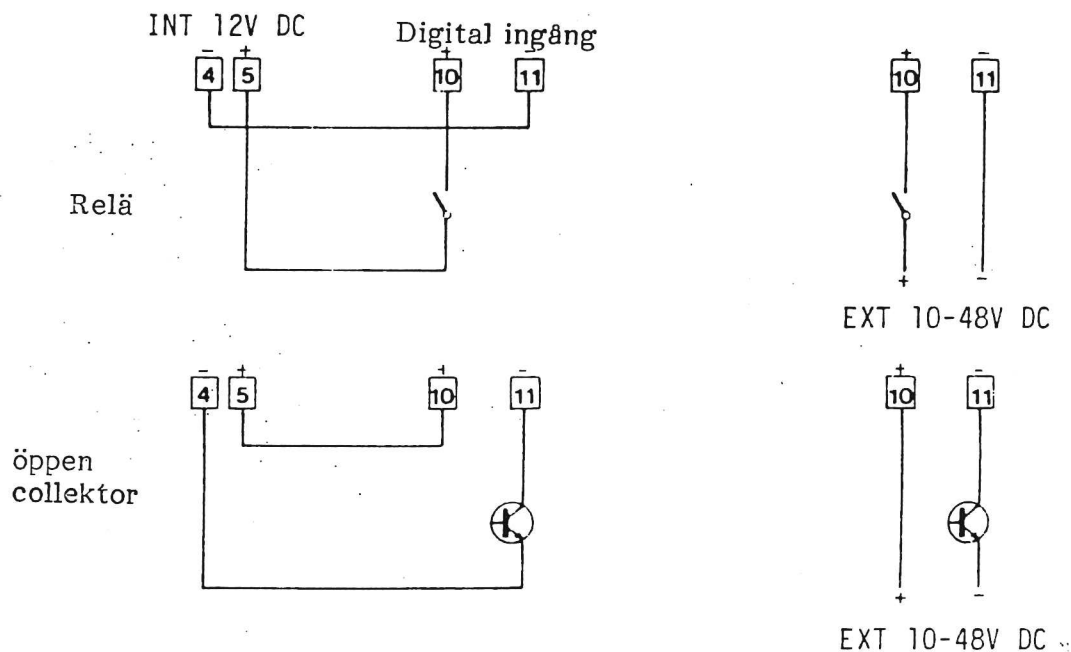 INT 12V DC
Digital ingång
- + + -
4 5 10 11
+ -
10 11
Relä
+ -
EXT 10-48V DC
- + + -
4 5 10 11
+ -
10 11
öppen
collektor
+ -
EXT 10-48V DC